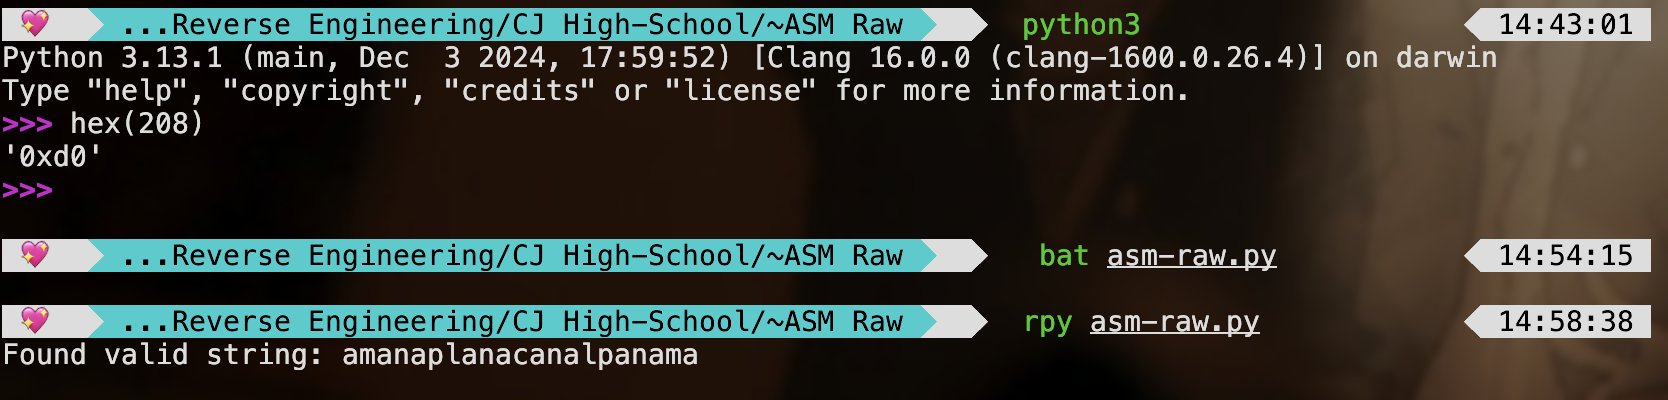 ...Reverse Engineering/CJ High-School/~ASM Raw python3 14:43:01
Python 3.13.1 (main, Dec  3 2024, 17:59:52) [Clang 16.0.0 (clang-1600.0.26.4)] on darwin
Type "help", "copyright", "credits" or "license" for more information.
>>> hex(208)
'0xd0'
>>>
...Reverse Engineering/CJ High-School/~ASM Raw bat asm-raw.py 14:54:15
...Reverse Engineering/CJ High-School/~ASM Raw rpy asm-raw.py 14:58:38
Found valid string: amanaplanacanalpanama